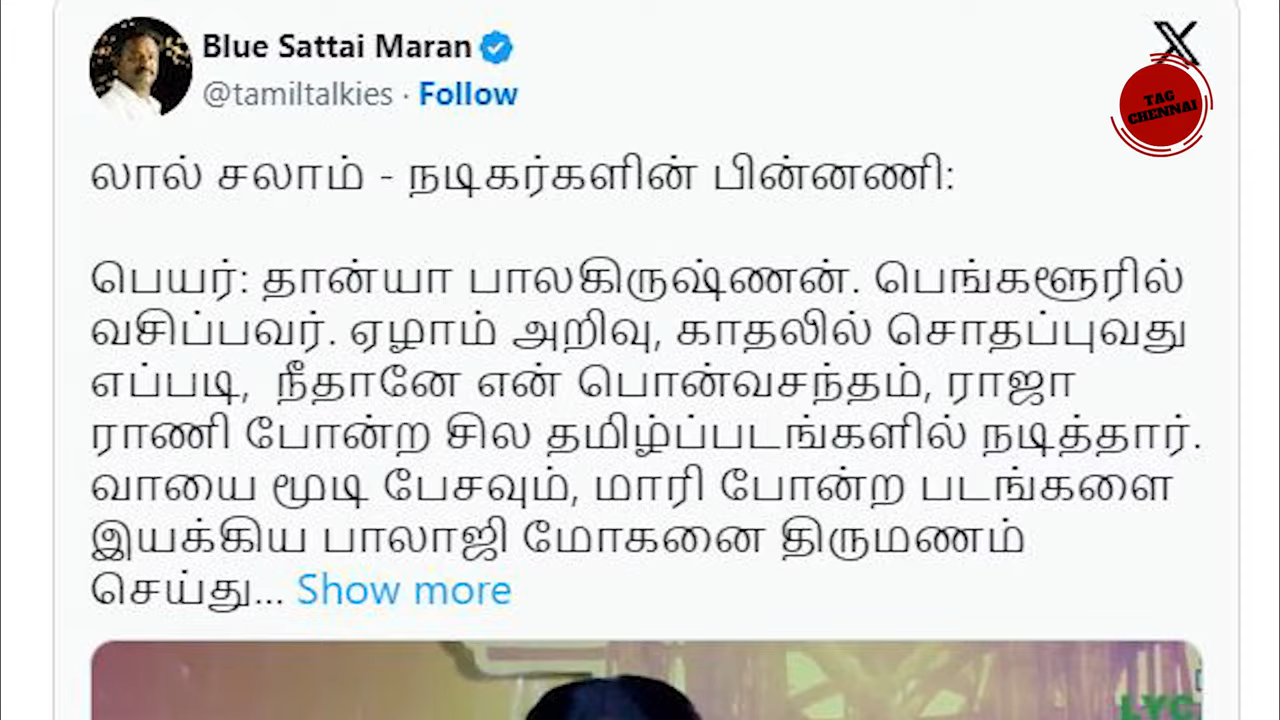 Blue Sattai Maran
@tamiltalkies · Follow
TAG
CHENNAI
லால் சலாம் - நடிகர்களின் பின்னணி:
பெயர்: தான்யா பாலகிருஷ்ணன். பெங்களூரில்
வசிப்பவர். ஏழாம் அறிவு, காதலில் சொதப்புவது
எப்படி, நீதானே என் பொன்வசந்தம், ராஜா
ராணி போன்ற சில தமிழ்ப்படங்களில் நடித்தார்.
வாயை மூடி பேசவும், மாரி போன்ற படங்களை
இயக்கிய பாலாஜி மோகனை திருமணம்
செய்து... Show more